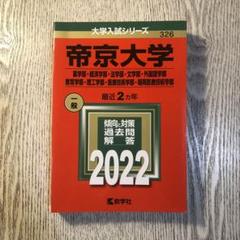 大学入試シリーズ
326
帝京大学
薬学部・経済学部・法学部・文学部・外国語学部
教育学部・理工学部・医療技術学部・福岡医療技術学部
一般
最近2カ年
傾向と対策
過去問
解答
2022
教学社